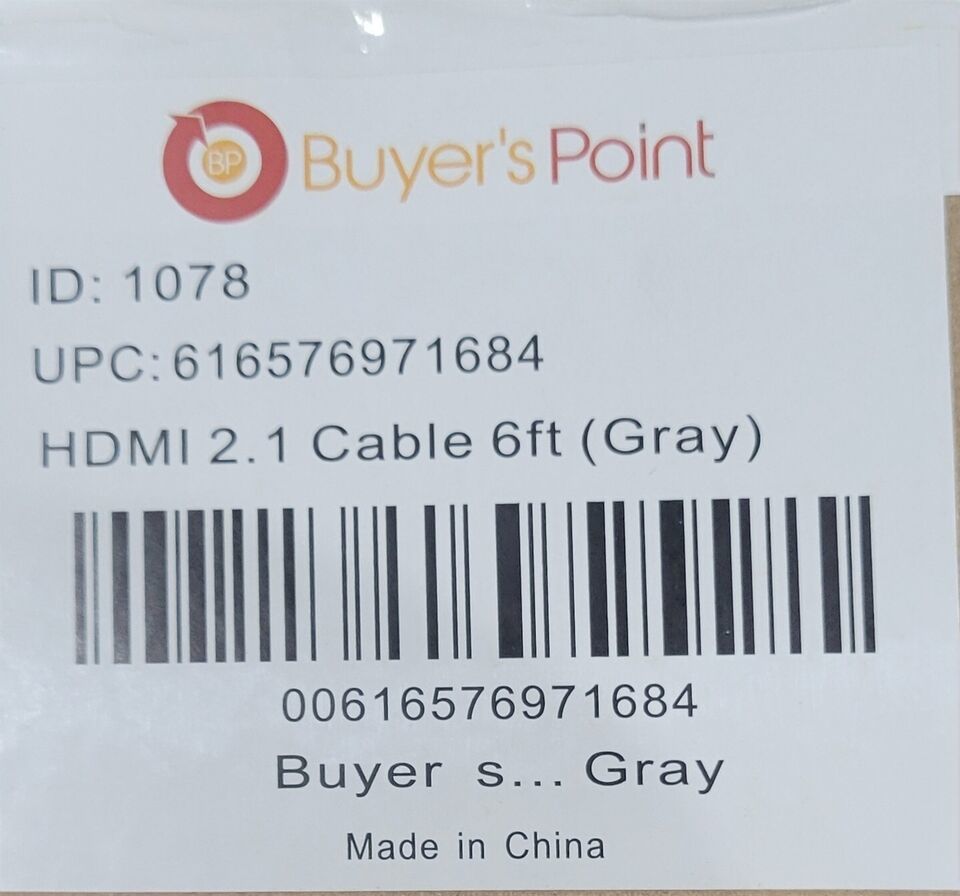 BP Buyer's Point
ID: 1078
UPC: 616576971684
HDMI 2.1 Cable 6ft (Gray)
00616576971684
Buyer s... Gray
Made in China